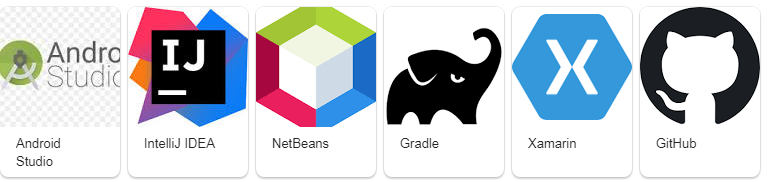 Andro
Studio
IJ
X
Android
Studio
IntelliJ IDEA
NetBeans
Gradle
Xamarin
GitHub